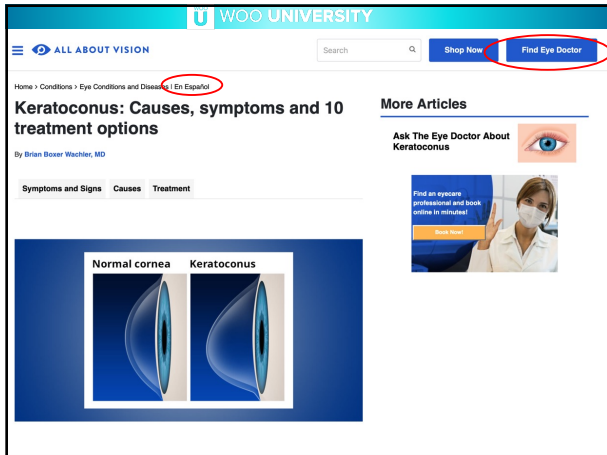 U WOO UNIVERSITY
ALL ABOUT VISION
Search
Shop Now
Find Eye Doctor
Home > Conditions > Eye Conditions and Diseases | En Español
Keratoconus: Causes, symptoms and 10
treatment options
By Brian Boxer Wachler, MD
Symptoms and Signs Causes Treatment
Normal cornea Keratoconus
More Articles
Ask The Eye Doctor About
Keratoconus
Find an eyecare
professional and book
online in minutes!
Book Now!